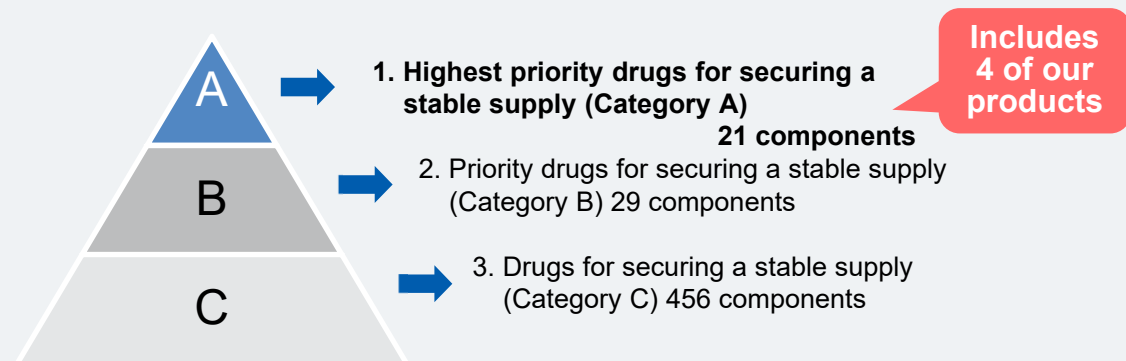 A
1. Highest priority drugs for securing a
stable supply (Category A)
21 components
Includes
4 of our
products
B
2. Priority drugs for securing a stable supply
(Category B) 29 components
C
3. Drugs for securing a stable supply
(Category C) 456 components